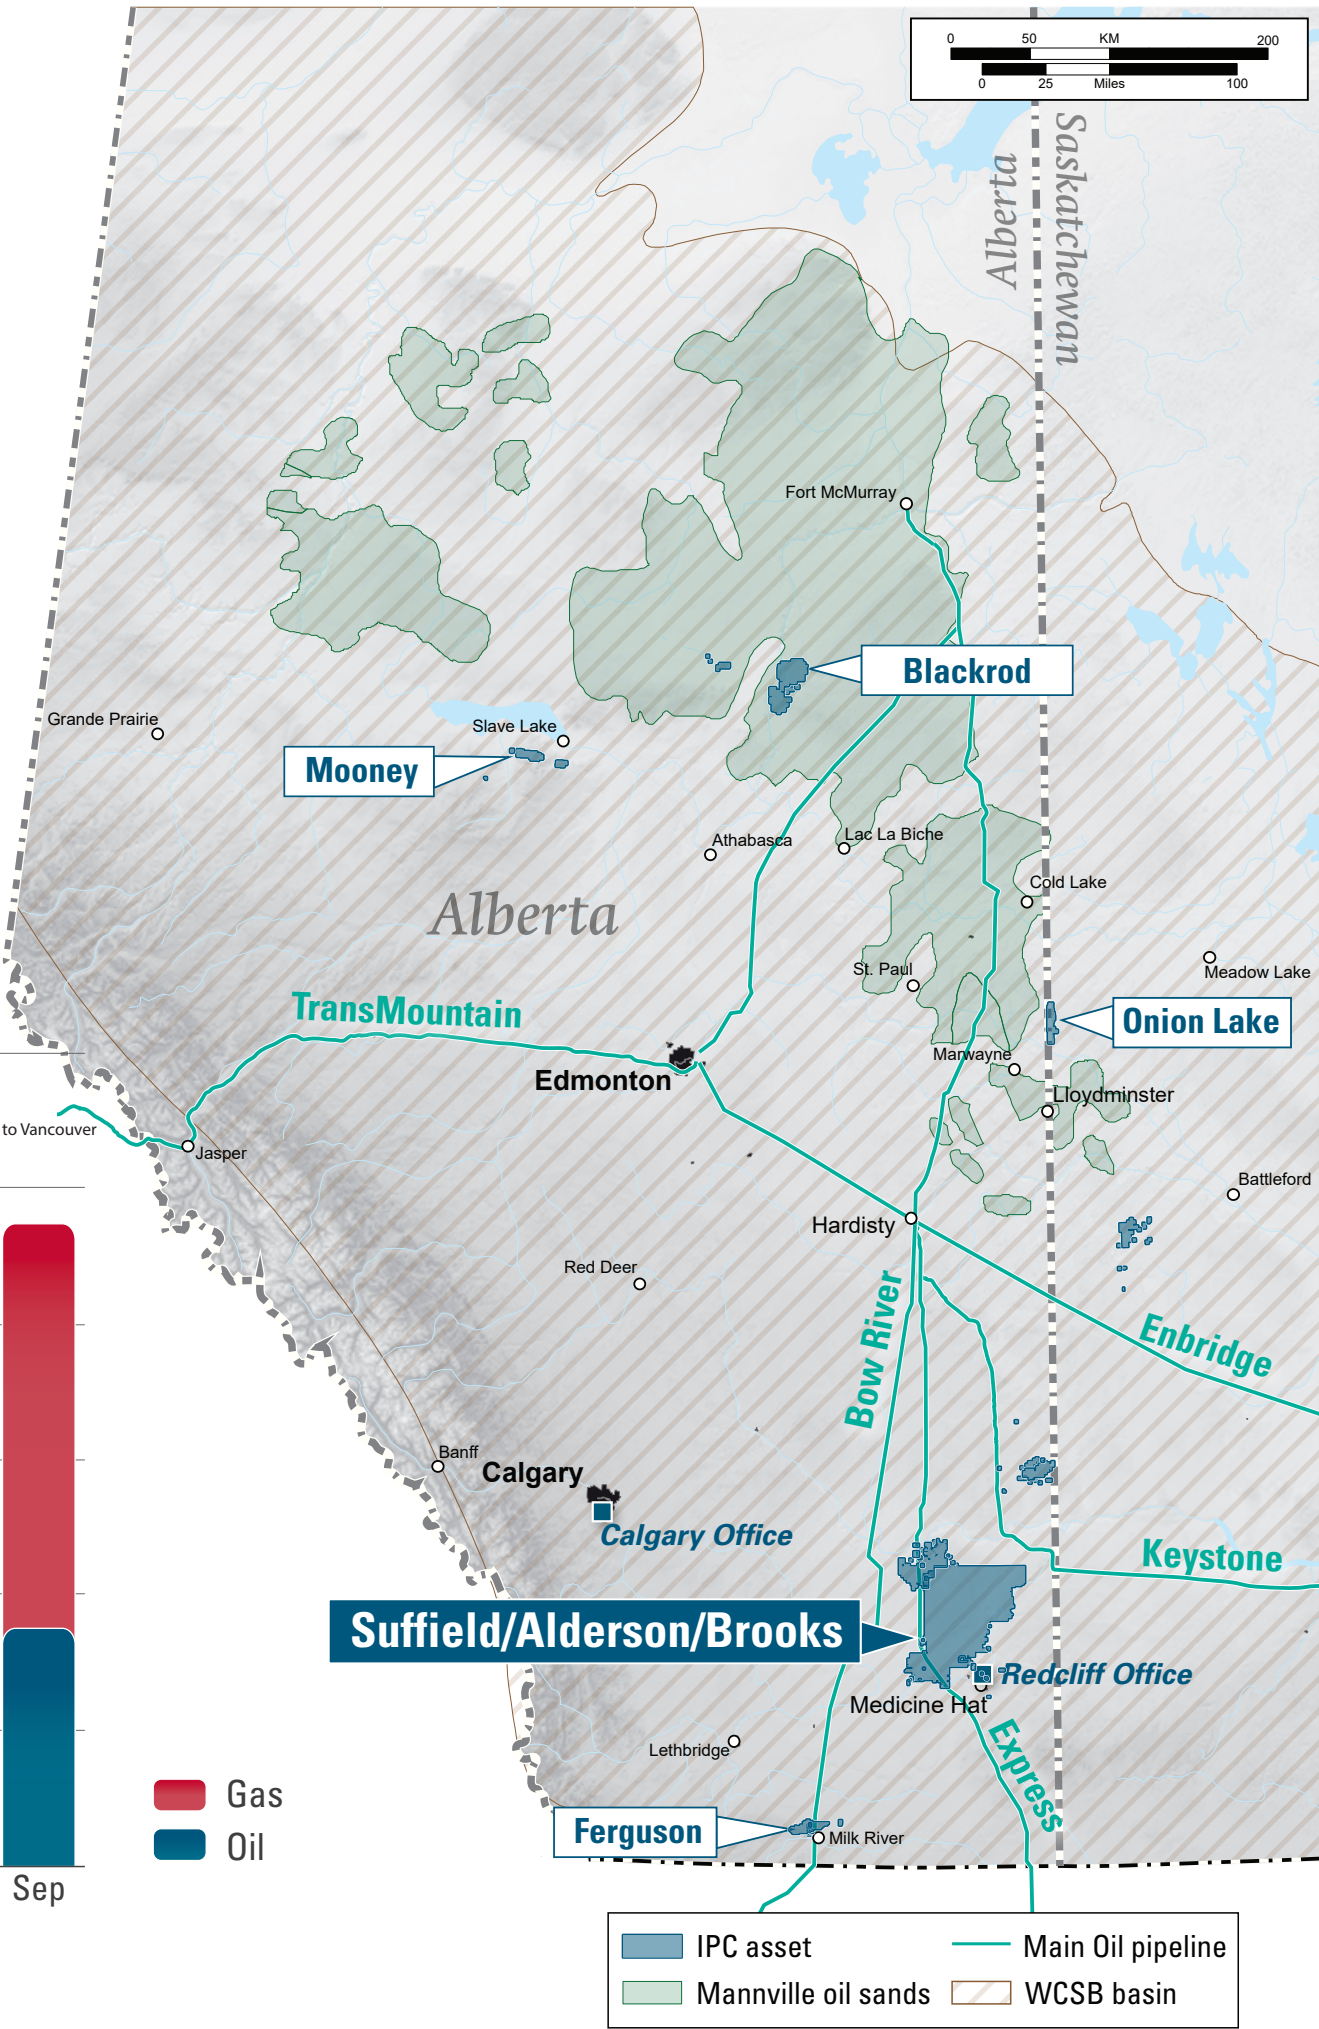 0 50 KM 200
0 25 Miles 100
Alberta
Saskatchewan
Fort McMurray
Blackrod
Grande Prairie
Slave Lake
Mooney
Athabasca
Lac La Biche
Cold Lake
Alberta
St. Paul
Meadow Lake
TransMountain
Onion Lake
Marwayne
Edmonton
Lloydminster
to Vancouver
Jasper
Battleford
Hardisty
Red Deer
Bow River
Enbridge
Banff
Calgary
Calgary Office
Keystone
Suffield/Alderson/Brooks
Redcliff Office
Medicine Hat
Express
Lethbridge
Gas
Ferguson
Milk River
Oil
Sep
IPC asset
Main Oil pipeline
Mannville oil sands
WCSB basin